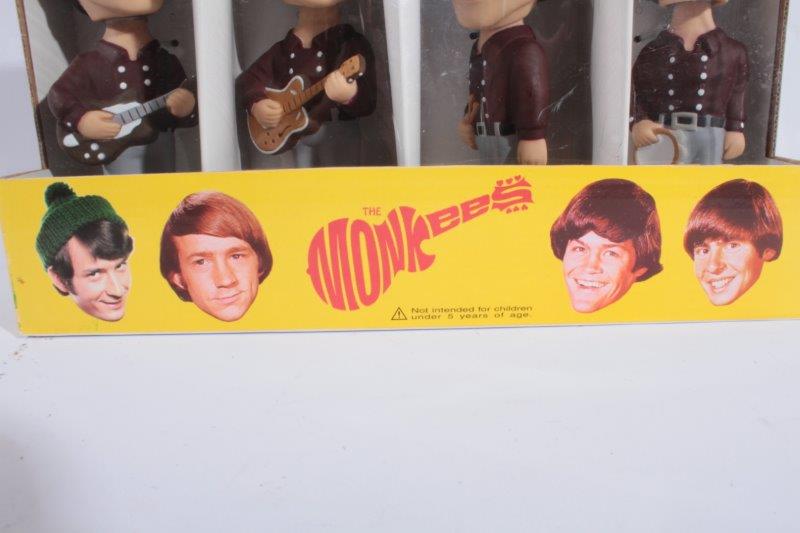 THE
MONKEES
Not intended for children
under 5 years of age.